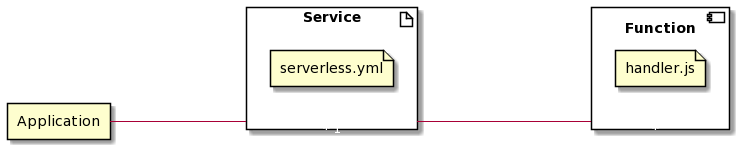 Service
serverless.yml
Function
handler.js
Application